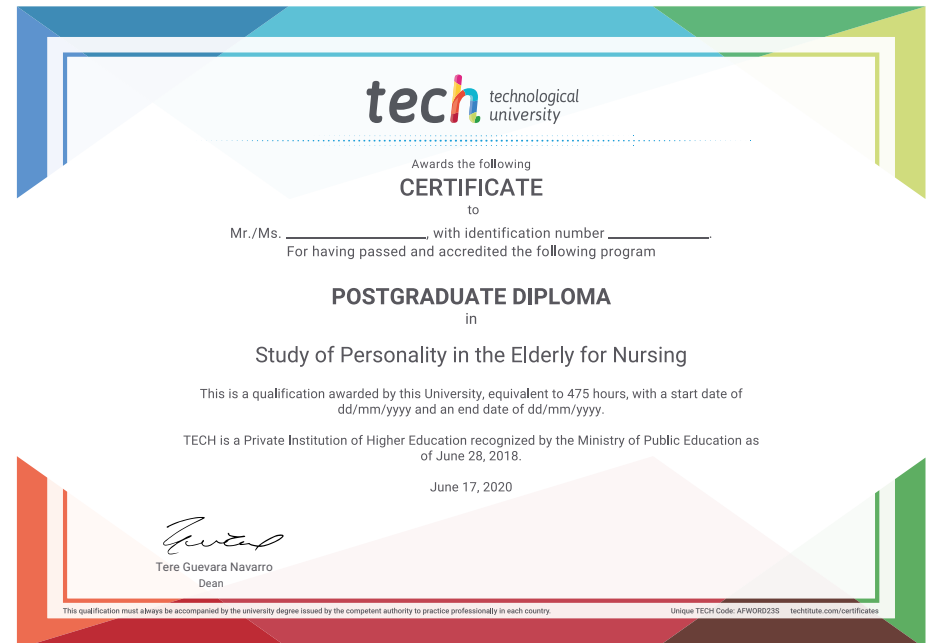 tech technological
university
Awards the following
CERTIFICATE
to
Mr./Ms. ____________________, with identification number ______________.
For having passed and accredited the following program
POSTGRADUATE DIPLOMA
in
Study of Personality in the Elderly for Nursing
This is a qualification awarded by this University, equivalent to 475 hours, with a start date of
dd/mm/yyyy and an end date of dd/mm/yyyy.
TECH is a Private Institution of Higher Education recognized by the Ministry of Public Education as
of June 28, 2018.
June 17, 2020
Tere Guevara Navarro
Dean
This qualification must always be accompanied by the university degree issued by the competent authority to practice professionally in each country. Unique TECH Code: AFWORD23S techtitute.com/certificates